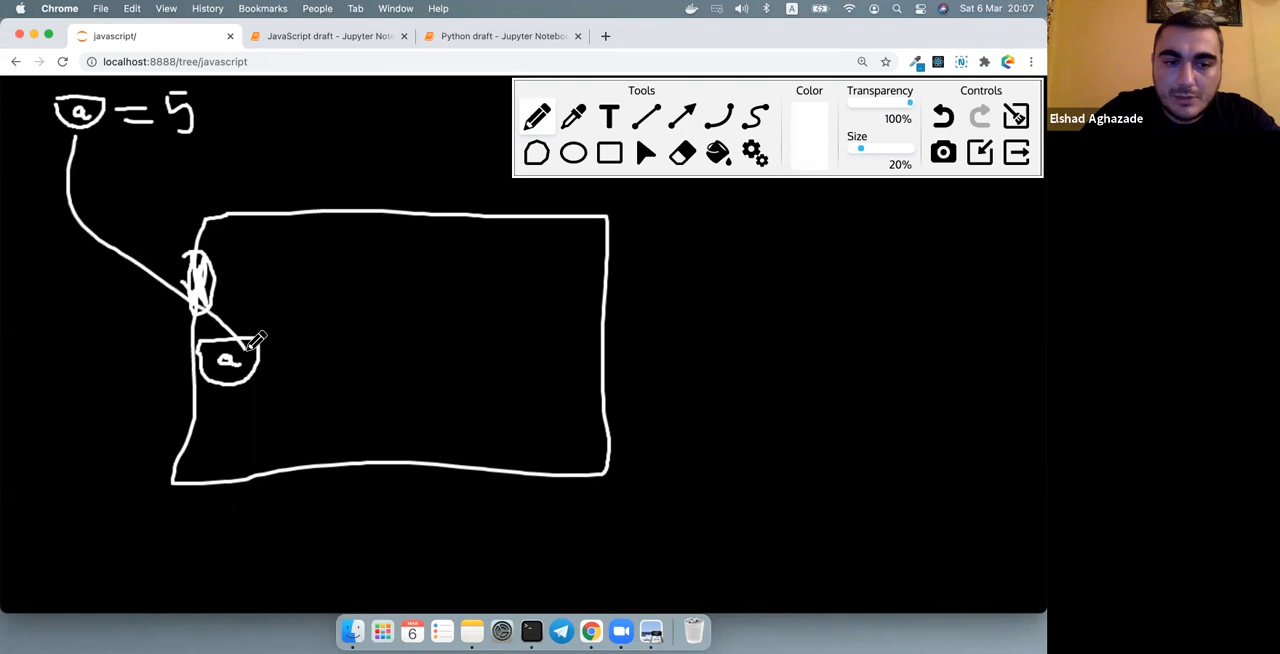 Chrome File Edit View History Bookmarks People Tab Window Help A Sat 6 Mar 20:07
javascript/ JavaScript draft - Jupyter Note Python draft - Jupyter Notebo
localhost:8888/tree/javascript
Tools Color Transparency Controls
100%
Size
20%
Elshad Aghazade
a = 5
a
MAR
6